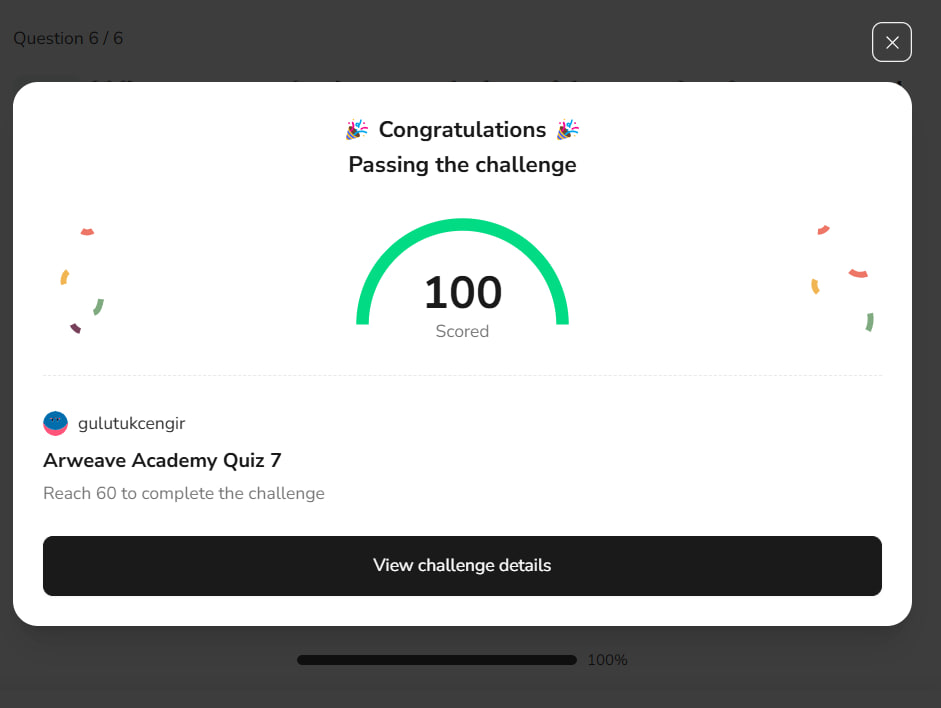 Question 6 / 6
🎉 Congratulations 🎉
Passing the challenge
100
Scored
gulutukcengir
Arweave Academy Quiz 7
Reach 60 to complete the challenge
View challenge details
100%